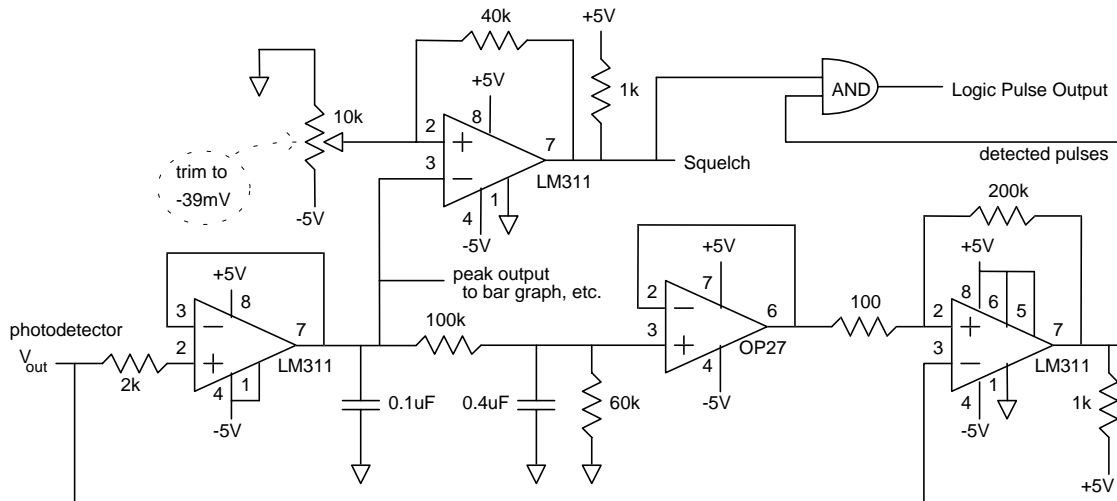 40k
+5V
1k
+5V
8
10k
2
+
7
3
−
LM311
1
4
-5V
trim to
-39mV
-5V
AND
Logic Pulse Output
Squelch
detected pulses
200k
peak output
to bar graph, etc.
+5V
8
3
−
7
2
+
LM311
1
4
-5V
photodetector
Vout
2k
100k
0.1uF
0.4uF
60k
+5V
7
2
−
6
3
+
OP27
4
-5V
100
+5V
8
6
5
2
+
7
3
−
LM311
1
4
-5V
1k
+5V